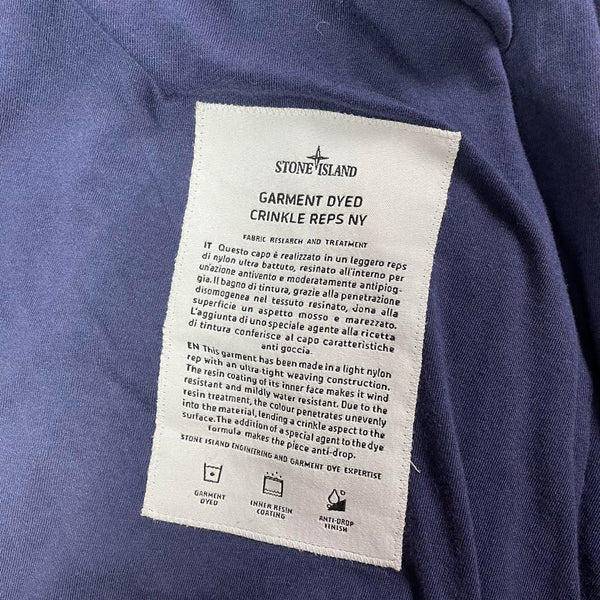 STONE ISLAND
GARMENT DYED
CRINKLE REPS NY
FABRIC RESEARCH AND TREATMENT
IT Questo capo è realizzato in un leggero reps
di nylon ultra battuto, resinato all'interno per
un'azione antivento e moderatamente antipiog-
gia. Il bagno di tintura, grazie alla penetrazione
disomogenea nel tessuto resinato, dona alla
superficie un aspetto mosso e marezzato.
L'aggiunta di uno speciale agente alla ricetta
di tintura conferisce al capo caratteristiche
anti goccia.
EN This garment has been made in a light nylon
rep with an ultra-tight weaving construction.
The resin coating of its inner face makes it wind
resistant and mildly water resistant. Due to the
resin treatment, the colour penetrates unevenly
into the material, lending a crinkle aspect to the
surface. The addition of a special agent to the dye
formula makes the piece anti-drop.
STONE ISLAND ENGINEERING AND GARMENT DYE EXPERTISE
GARMENT
DYED
INNER RESIN
COATING
ANTI-DROP
FINISH